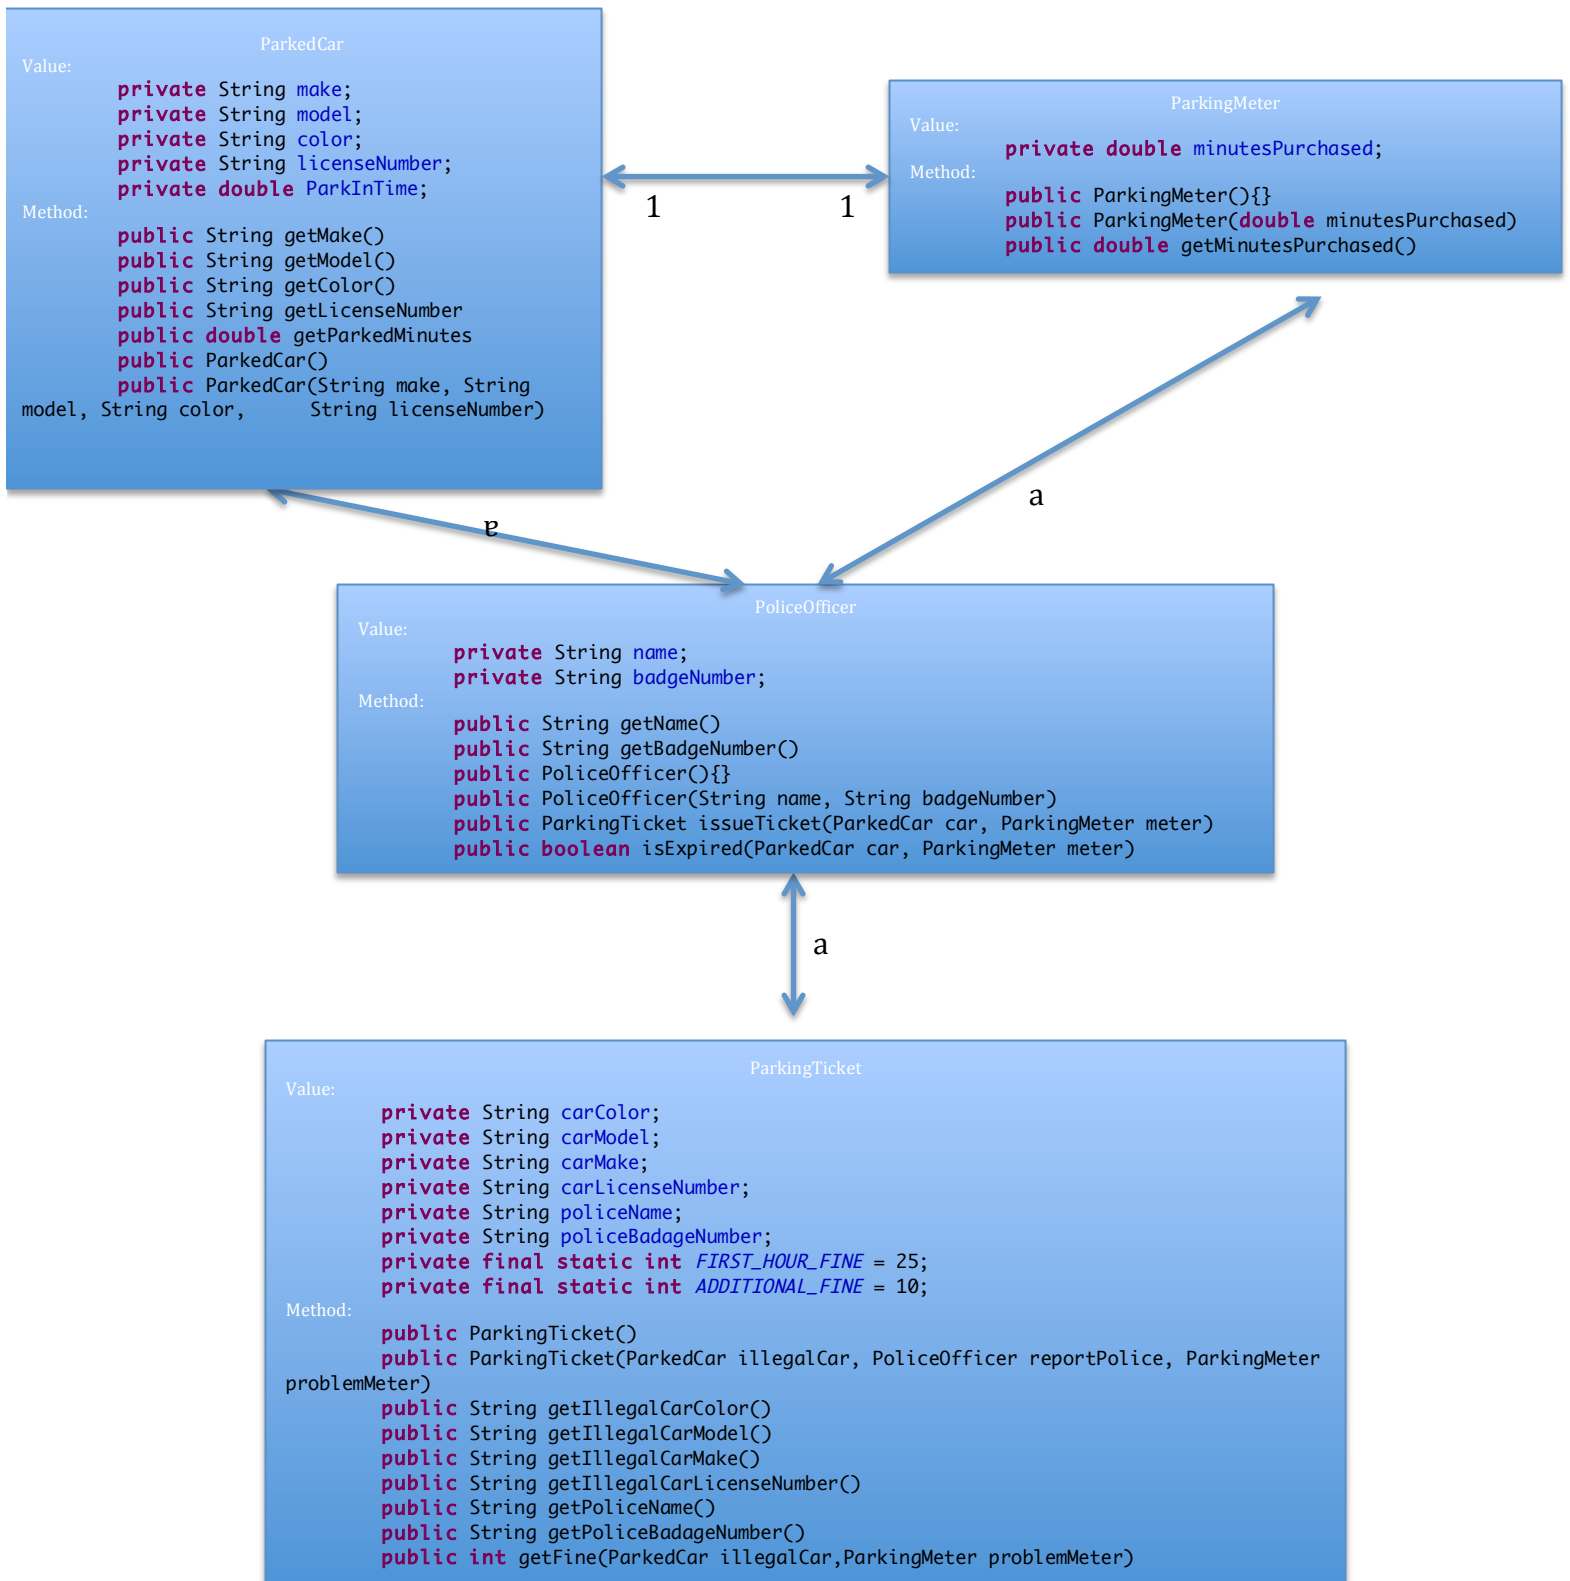 ParkedCar
Value:
private String make;
private String model;
private String color;
private String licenseNumber;
private double ParkInTime;
Method:
public String getMake()
public String getModel()
public String getColor()
public String getLicenseNumber
public double getParkedMinutes
public ParkedCar()
public ParkedCar(String make, String
model, String color, String licenseNumber)
1
1
ParkingMeter
Value:
private double minutesPurchased;
Method:
public ParkingMeter(){}
public ParkingMeter(double minutesPurchased)
public double getMinutesPurchased()
a
a
PoliceOfficer
Value:
private String name;
private String badgeNumber;
Method:
public String getName()
public String getBadgeNumber()
public PoliceOfficer(){}
public PoliceOfficer(String name, String badgeNumber)
public ParkingTicket issueTicket(ParkedCar car, ParkingMeter meter)
public boolean isExpired(ParkedCar car, ParkingMeter meter)
a
ParkingTicket
Value:
private String carColor;
private String carModel;
private String carMake;
private String carLicenseNumber;
private String policeName;
private String policeBadageNumber;
private final static int FIRST_HOUR_FINE = 25;
private final static int ADDITIONAL_FINE = 10;
Method:
public ParkingTicket()
public ParkingTicket(ParkedCar illegalCar, PoliceOfficer reportPolice, ParkingMeter
problemMeter)
public String getIllegalCarColor()
public String getIllegalCarModel()
public String getIllegalCarMake()
public String getIllegalCarLicenseNumber()
public String getPoliceName()
public String getPoliceBadageNumber()
public int getFine(ParkedCar illegalCar,ParkingMeter problemMeter)